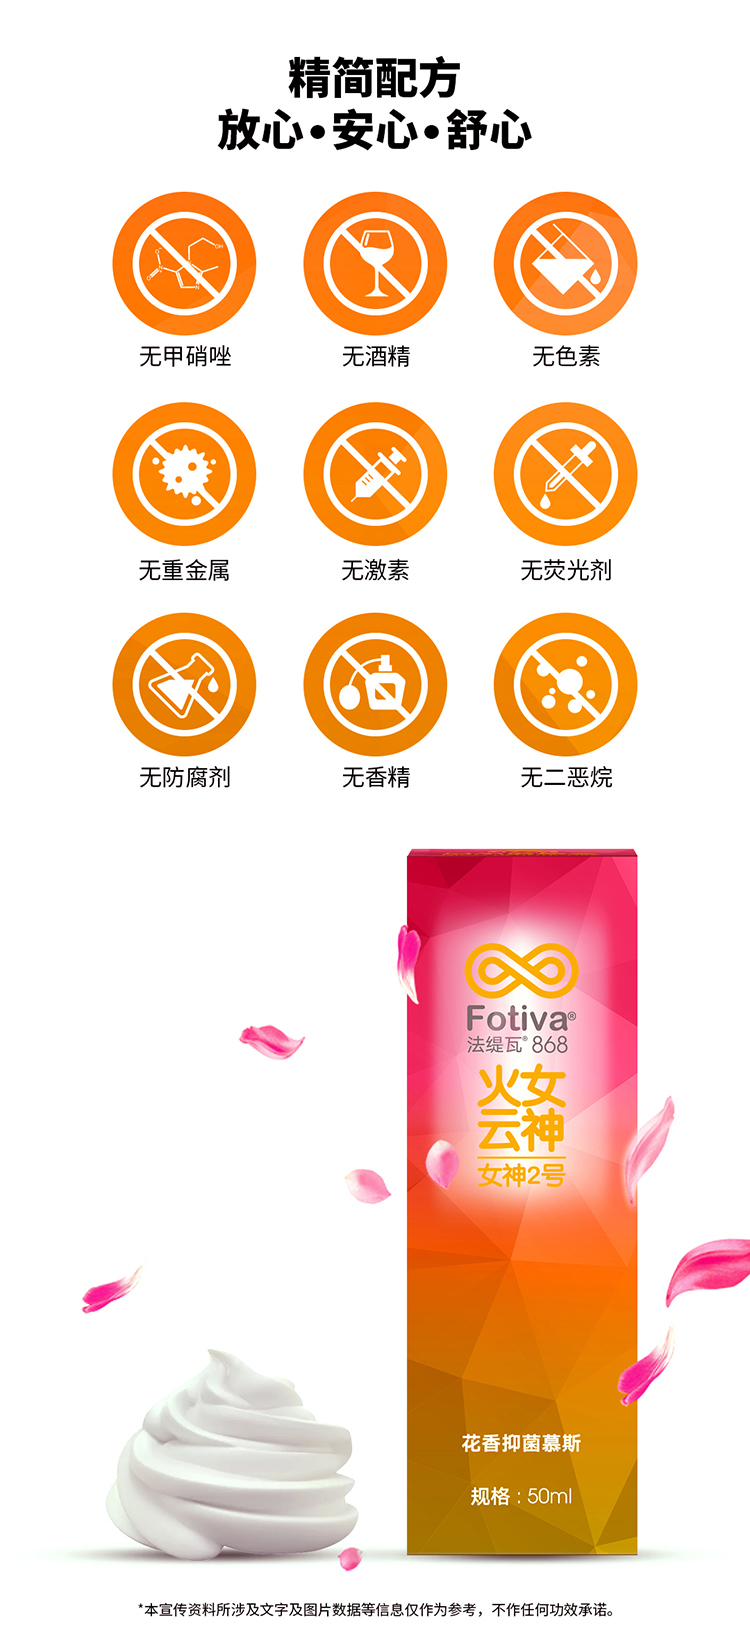 精简配方
放心•安心•舒心
无甲硝唑 无酒精 无色素
无重金属 无激素 无荧光剂
无防腐剂 无香精 无二恶烷
Fotiva®
法缇瓦® 868
火云 女神
女神2号
花香抑菌慕斯
规格：50ml
*本宣传资料所涉及文字及图片数据等信息仅作为参考，不作任何功效承诺。